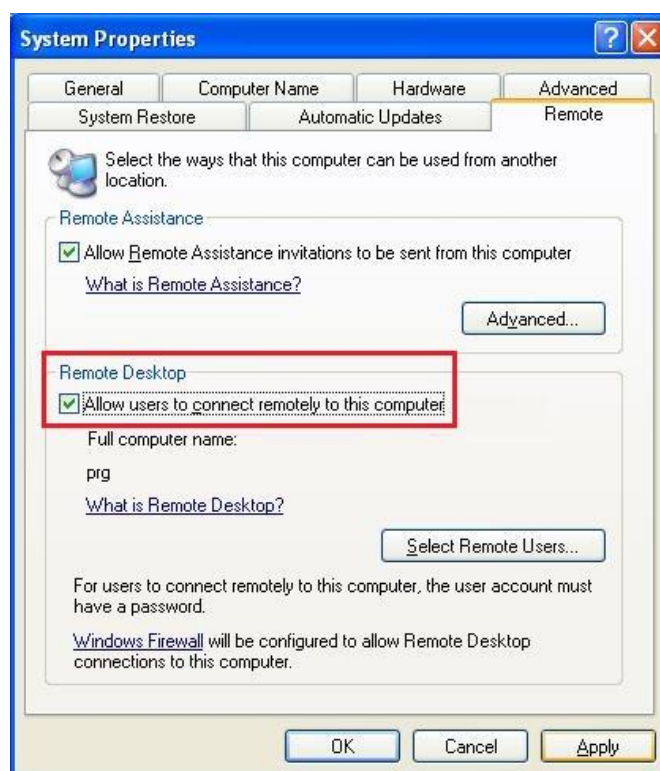 System Properties
General Computer Name Hardware Advanced
System Restore Automatic Updates Remote
Select the ways that this computer can be used from another
location.
Remote Assistance
Allow Remote Assistance invitations to be sent from this computer
What is Remote Assistance?
Advanced...
Remote Desktop
Allow users to connect remotely to this computer
Full computer name:
prg
What is Remote Desktop?
Select Remote Users...
For users to connect remotely to this computer, the user account must
have a password.
Windows Firewall will be configured to allow Remote Desktop
connections to this computer.
OK Cancel Apply